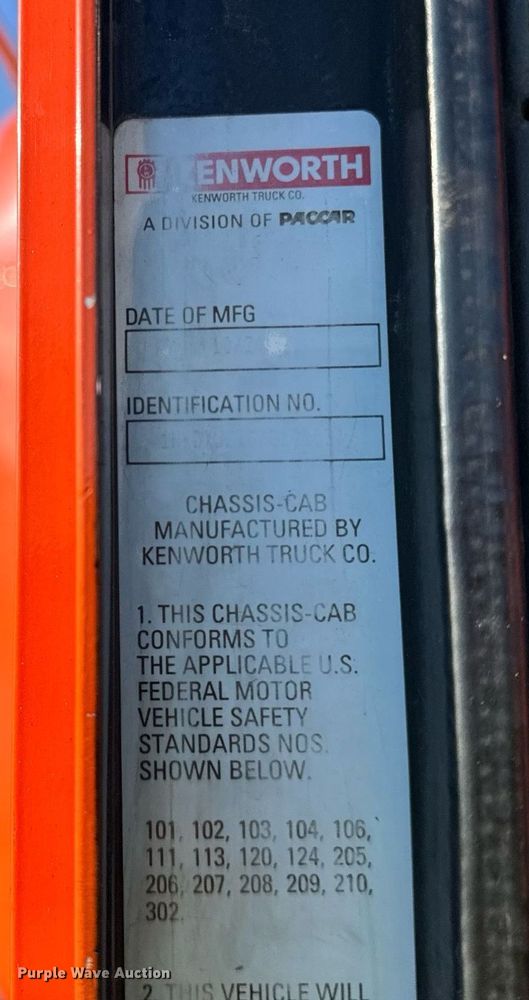 KENWORTH
KENWORTH TRUCK CO.
A DIVISION OF PACCAR
DATE OF MFG
IDENTIFICATION NO.
CHASSIS-CAB
MANUFACTURED BY
KENWORTH TRUCK CO.
1. THIS CHASSIS-CAB
CONFORMS TO
THE APPLICABLE U.S.
FEDERAL MOTOR
VEHICLE SAFETY
STANDARDS NOS.
SHOWN BELOW.
101, 102, 103, 104, 106,
111, 113, 120, 124, 205,
206, 207, 208, 209, 210,
302.
2. THIS VEHICLE WILL
Purple Wave Auction